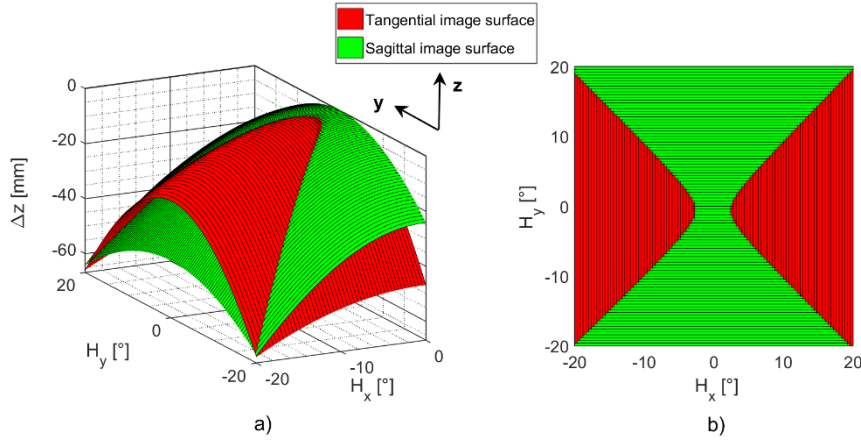 Tangential image surface
Sagittal image surface
z
y
0
-20
-40
-60
Δz [mm]
20
0
-20
H_y [°]
-20
-10
0
H_x [°]
a)
20
10
0
-10
-20
H_y [°]
-20
-10
0
10
20
H_x [°]
b)